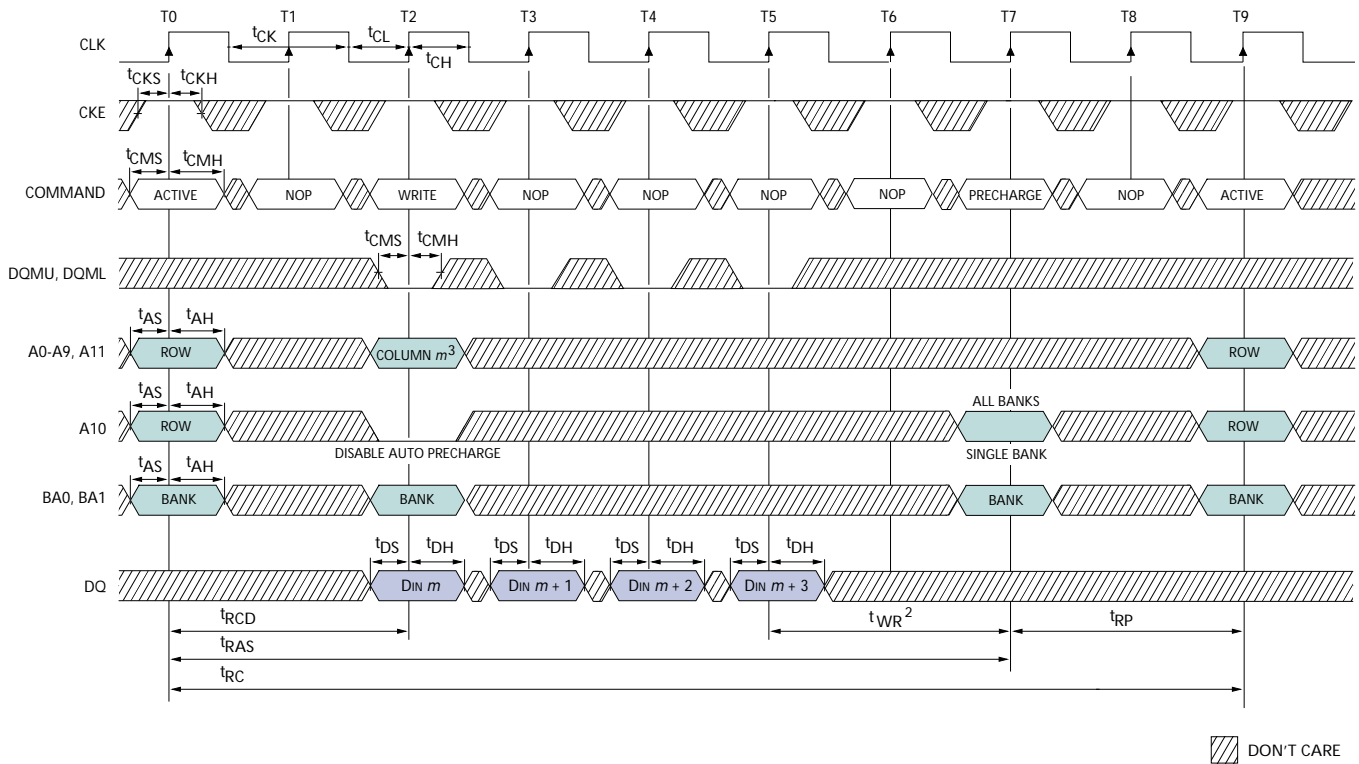 T0 T1 T2 T3 T4 T5 T6 T7 T8 T9
CLK tCK tCL tCH
tCKS tCKH
CKE
tCMS tCMH
COMMAND ACTIVE NOP WRITE NOP NOP NOP NOP PRECHARGE NOP ACTIVE
tCMS tCMH
DQMU, DQML
tAS tAH
A0-A9, A11 ROW COLUMN m3 ROW
tAS tAH ALL BANKS
A10 ROW ROW
DISABLE AUTO PRECHARGE SINGLE BANK
tAS tAH
BA0, BA1 BANK BANK BANK BANK
tDS tDH tDS tDH tDS tDH tDS tDH
DQ DIN m DIN m + 1 DIN m + 2 DIN m + 3
tRCD tWR2 tRP
tRAS
tRC
DON'T CARE